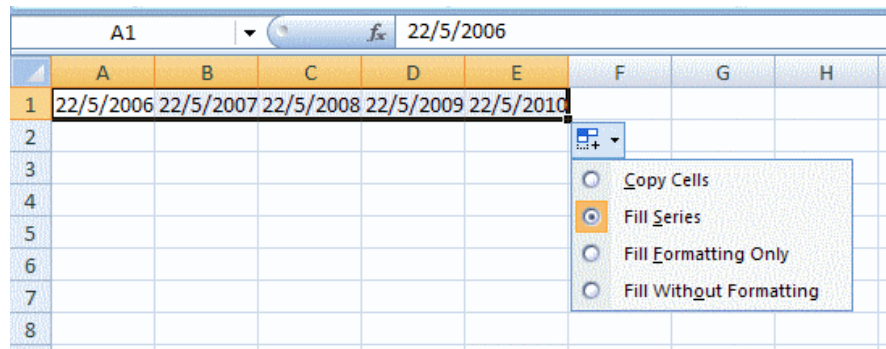 A1 fx 22/5/2006
A B C D E F G H
1 22/5/2006 22/5/2007 22/5/2008 22/5/2009 22/5/2010
2
3
Copy Cells
4
Fill Series
5
Fill Formatting Only
6
7
Fill Without Formatting
8